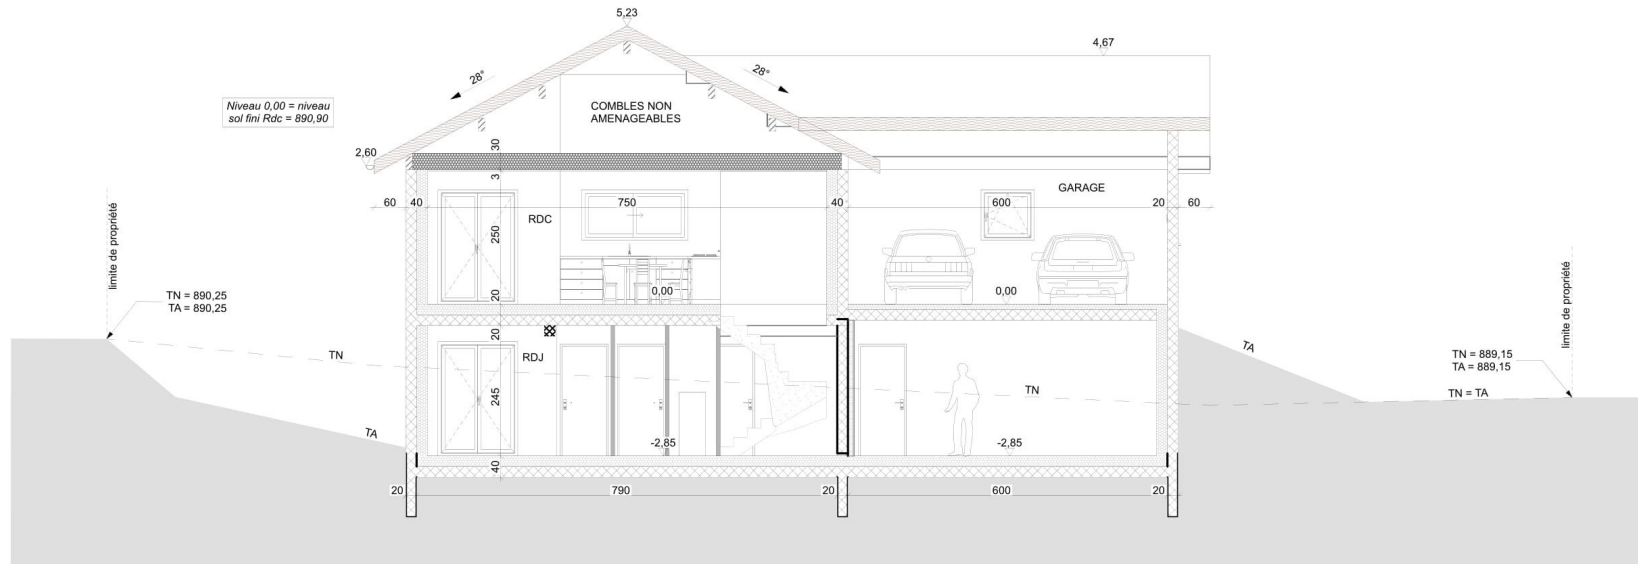 5,23
4,67
28°
28°
Niveau 0,00 = niveau
sol fini Rdc = 890,90
COMBLES NON
AMENAGEABLES
2,60
30
3
GARAGE
60
40
750
40
600
20
60
RDC
250
limite de propriété
limite de propriété
TN = 890,25
TA = 890,25
20
0,00
0,00
20
RDJ
TN
TA
TN = 889,15
TA = 889,15
TN
TN = TA
245
TA
-2,85
-2,85
40
20
790
20
600
20